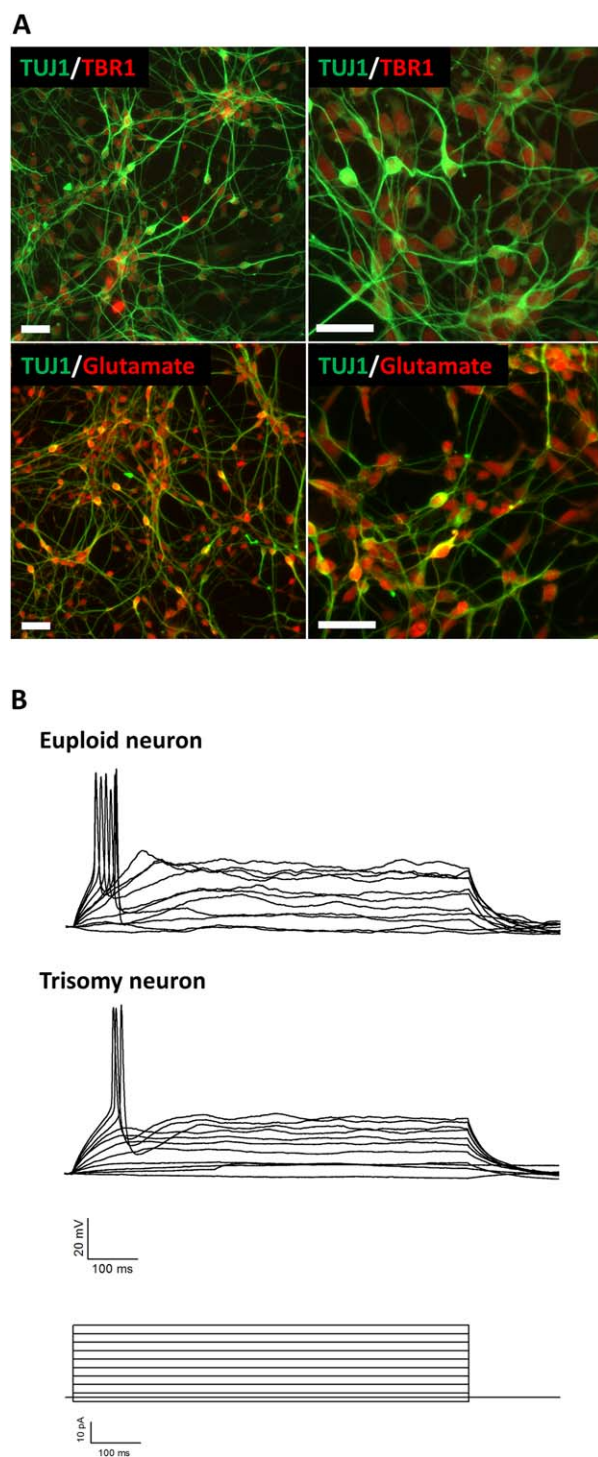 A
TUJ1/TBR1 TUJ1/TBR1
TUJ1/Glutamate TUJ1/Glutamate
B
Euploid neuron
Trisomy neuron
20 mV
100 ms
10 pA
100 ms